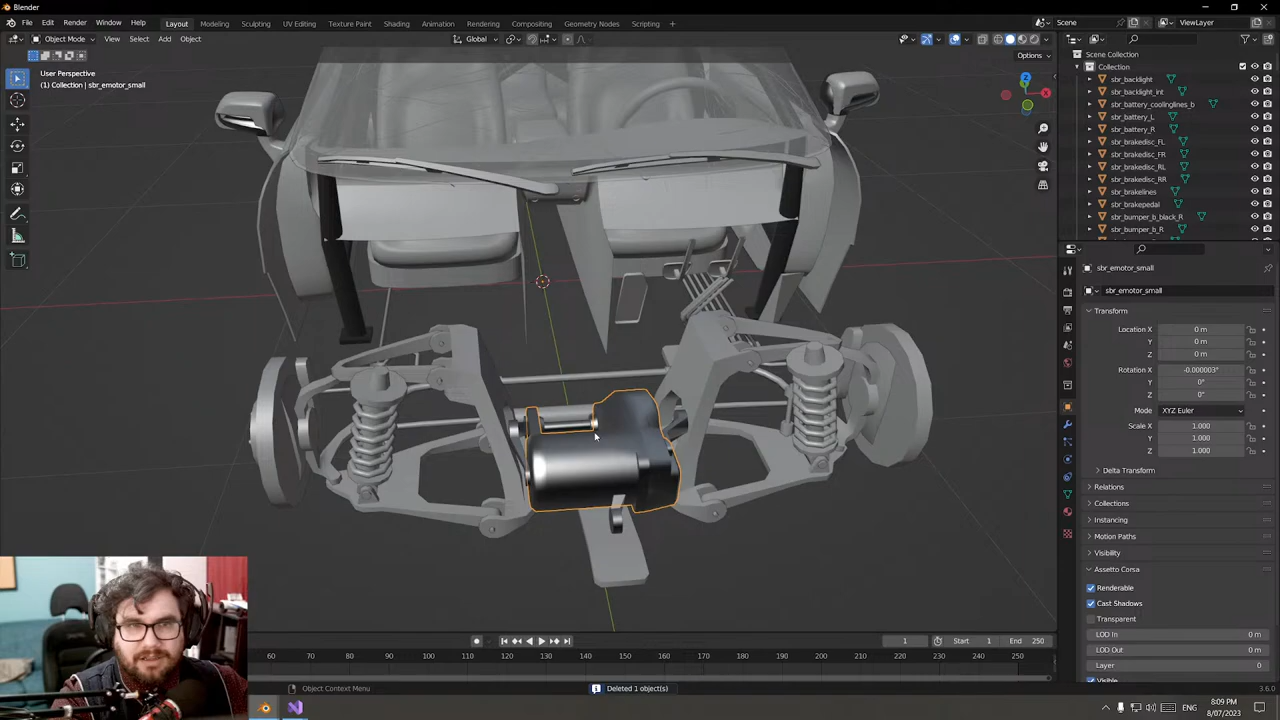 Blender
File Edit Render Window Help
Layout Modeling Sculpting UV Editing Texture Paint Shading Animation Rendering Compositing Geometry Nodes Scripting
Scene
ViewLayer
Object Mode View Select Add Object
Global
Options
User Perspective
(1) Collection | sbr_emotor_small
Z
X
Scene Collection
Collection
sbr_backlight
sbr_backlight_int
sbr_battery_coolinglines_b
sbr_battery_L
sbr_battery_R
sbr_brakedisc_FL
sbr_brakedisc_FR
sbr_brakedisc_RL
sbr_brakedisc_RR
sbr_brakelines
sbr_brakepedal
sbr_bumper_b_black_R
sbr_bumper_b_R
sbr_emotor_small
sbr_emotor_small
Transform
Location X 0 m
Y 0 m
Z 0 m
Rotation X -0.000003°
Y 0°
Z 0°
Mode XYZ Euler
Scale X 1.000
Y 1.000
Z 1.000
Delta Transform
Relations
Collections
Instancing
Motion Paths
Visibility
Assetto Corsa
Renderable
Cast Shadows
Transparent
LOD In 0 m
LOD Out 0 m
Layer 0
Visible
1 Start 1 End 250
60 70 80 90 100 110 120 130 140 150 160 170 180 190 200 210 220 230 240 250
Object Context Menu
Deleted 1 object(s)
3.6.0
ENG
8:09 PM
8/07/2023